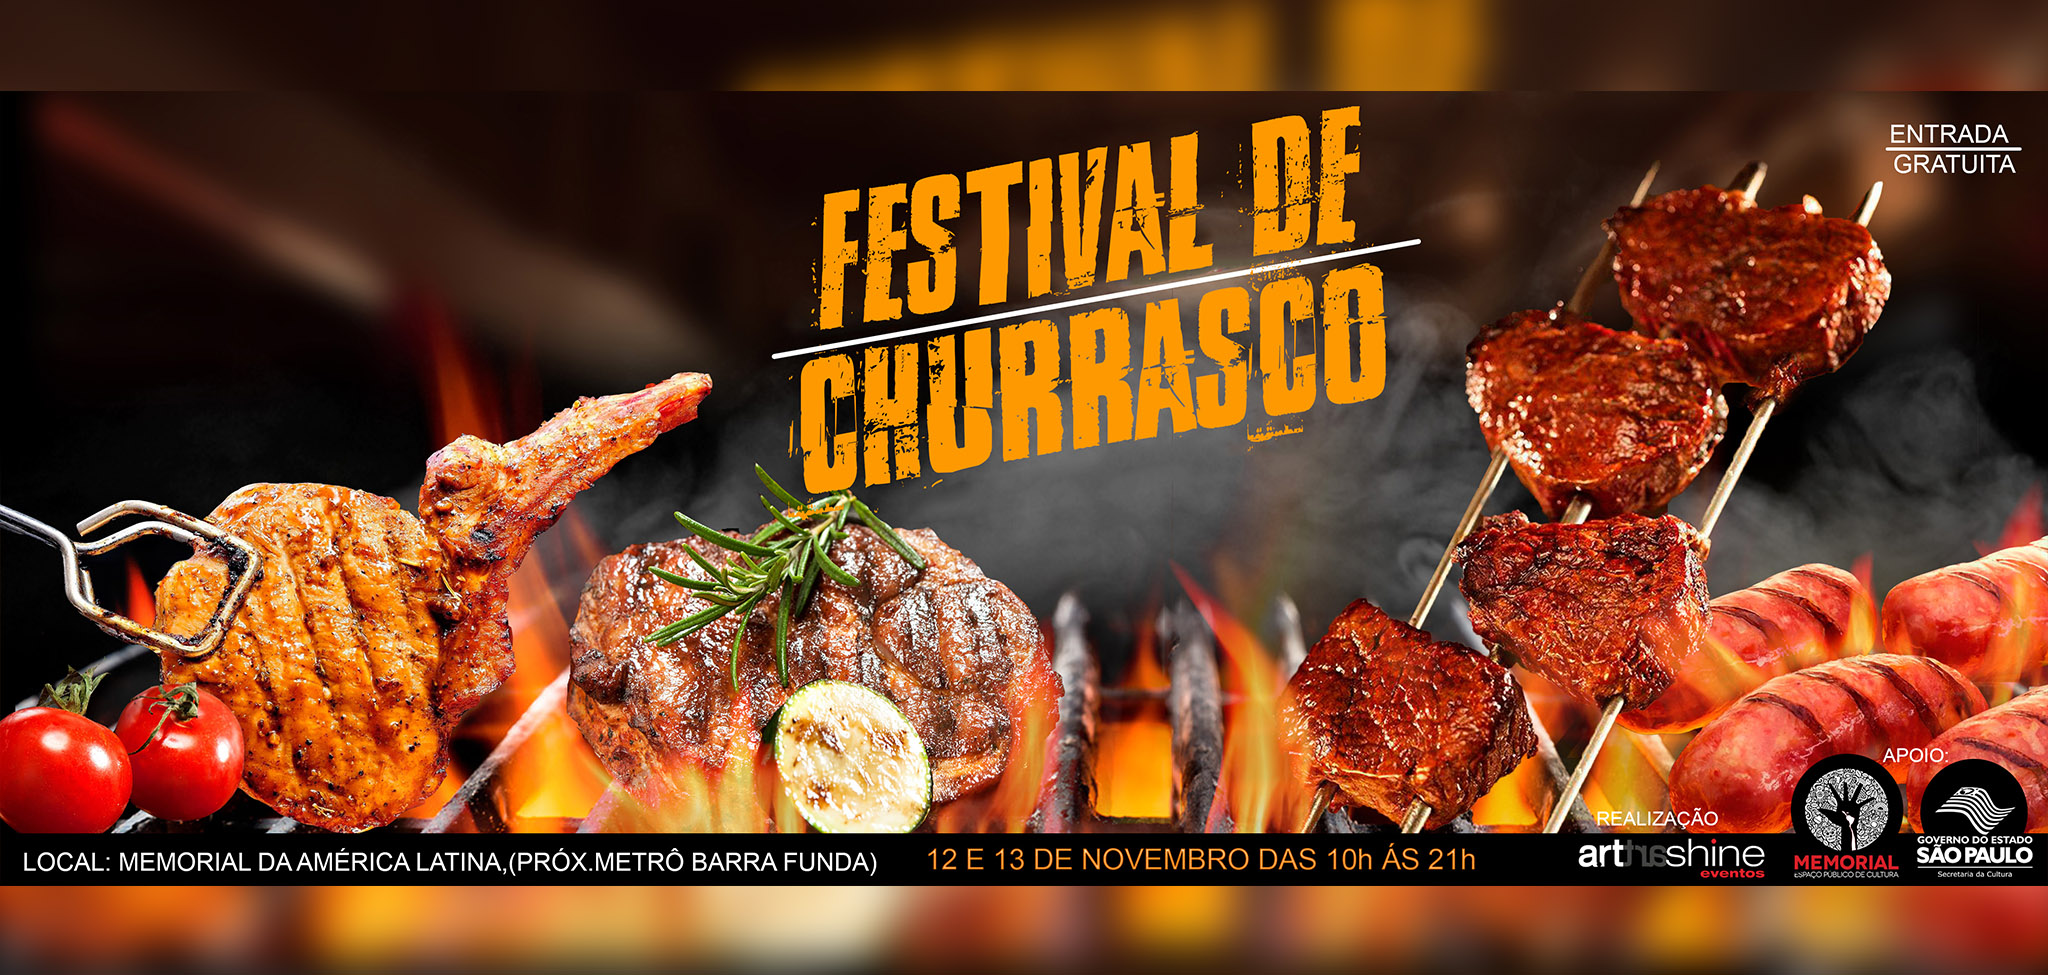 FESTIVAL DE
CHURRASCO
ENTRADA
GRATUITA
LOCAL: MEMORIAL DA AMÉRICA LATINA,(PRÓX.METRÔ BARRA FUNDA)
12 E 13 DE NOVEMBRO DAS 10h ÁS 21h
REALIZAÇÃO
artshine
eventos
APOIO:
MEMORIAL
ESPAÇO PÚBLICO DE CULTURA
GOVERNO DO ESTADO
SÃO PAULO
Secretaria da Cultura